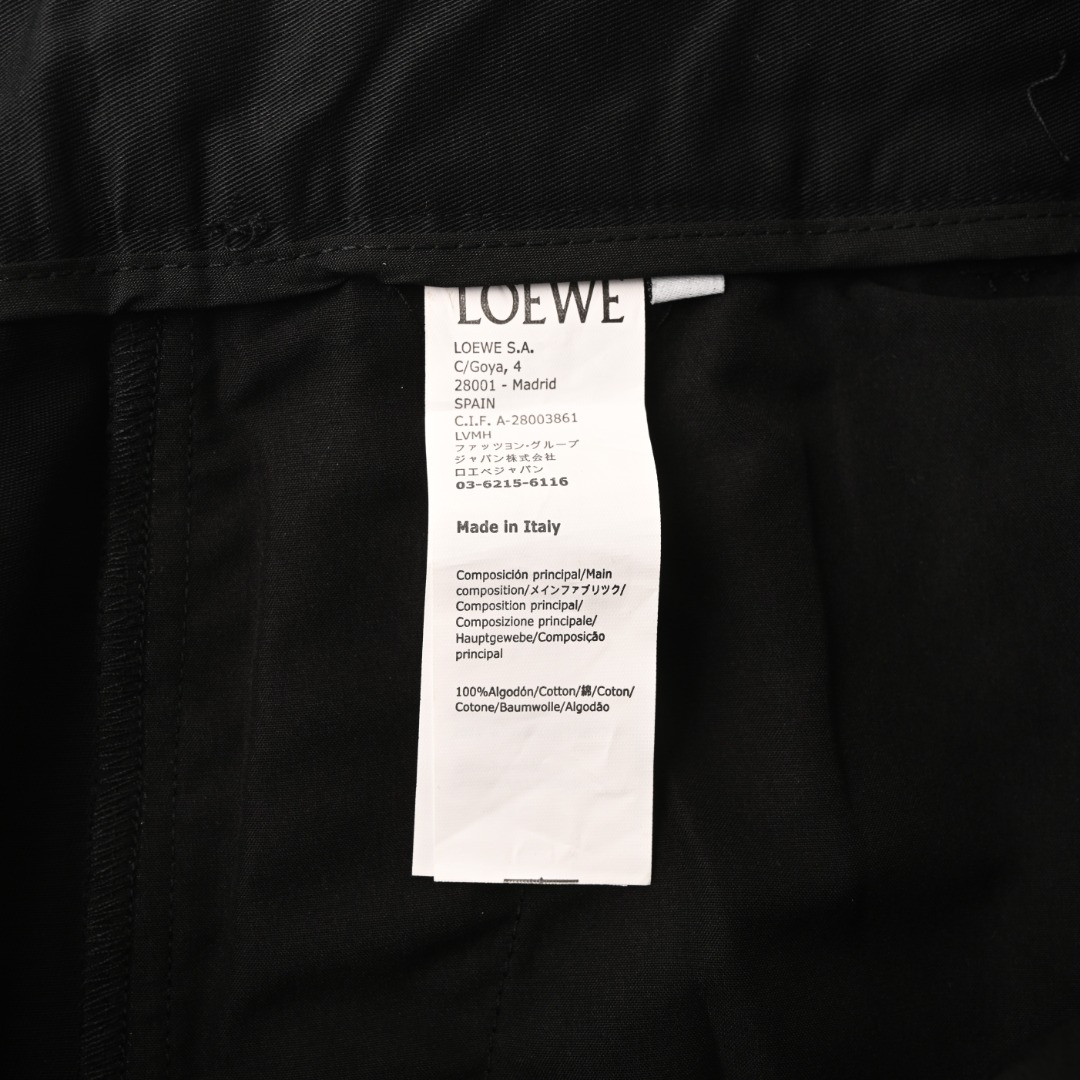 LOEWE
LOEWE S.A.
C/Goya, 4
28001 - Madrid
SPAIN
C.I.F. A-28003861
LVMH
ファッツョン・グループ
ジャパン株式会社
ロエベジャパン
03-6215-6116
Made in Italy
Composición principal/Main
composition/メインファブリック/
Composition principal/
Composizione principale/
Hauptgewebe/Composição
principal
100%Algodón/Cotton/綿/Coton/
Cotone/Baumwolle/Algodão